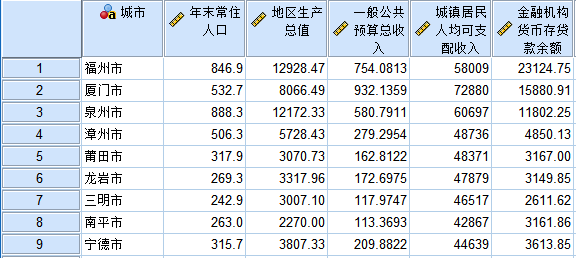 城市 年末常住人口 地区生产总值 一般公共预算总收入 城镇居民人均可支配收入 金融机构货币存贷款余额
1 福州市 846.9 12928.47 754.0813 58009 23124.75
2 厦门市 532.7 8066.49 932.1359 72880 15880.91
3 泉州市 888.3 12172.33 580.7911 60697 11802.25
4 漳州市 506.3 5728.43 279.2954 48736 4850.13
5 莆田市 317.9 3070.73 162.8122 48371 3167.00
6 龙岩市 269.3 3317.96 172.6975 47879 3149.85
7 三明市 242.9 3007.10 117.9747 46517 2611.62
8 南平市 263.0 2270.00 113.3693 42867 3161.86
9 宁德市 315.7 3807.33 209.8822 44639 3613.85